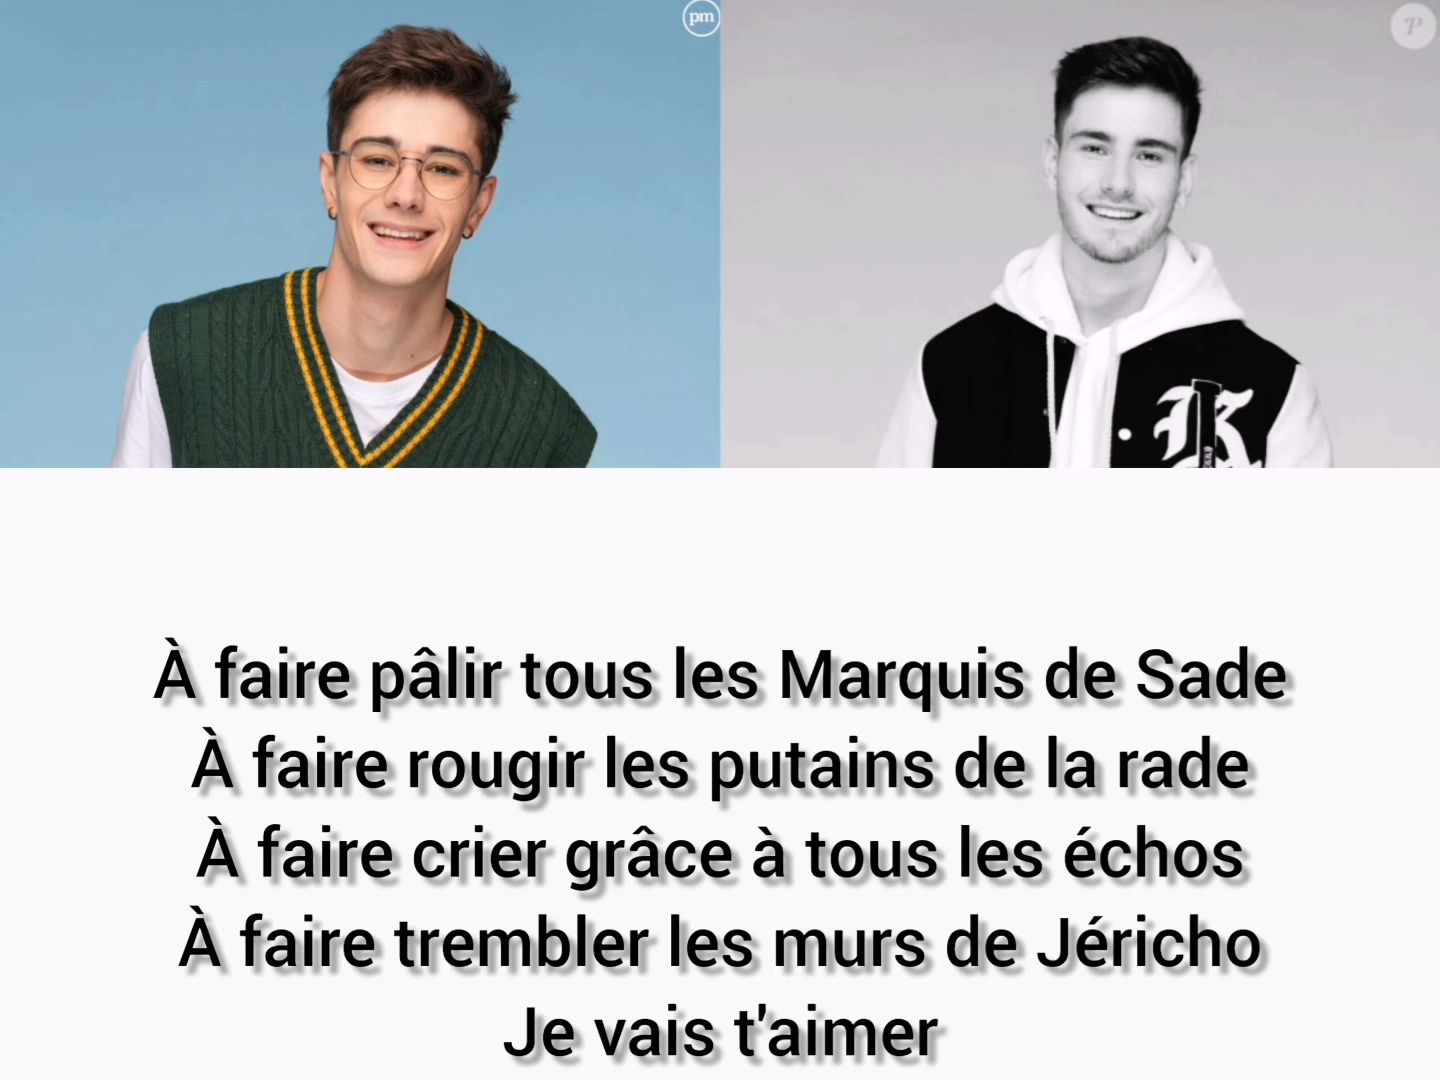 pm
P
K
À faire pâlir tous les Marquis de Sade
À faire rougir les putains de la rade
À faire crier grâce à tous les échos
À faire trembler les murs de Jéricho
Je vais t'aimer